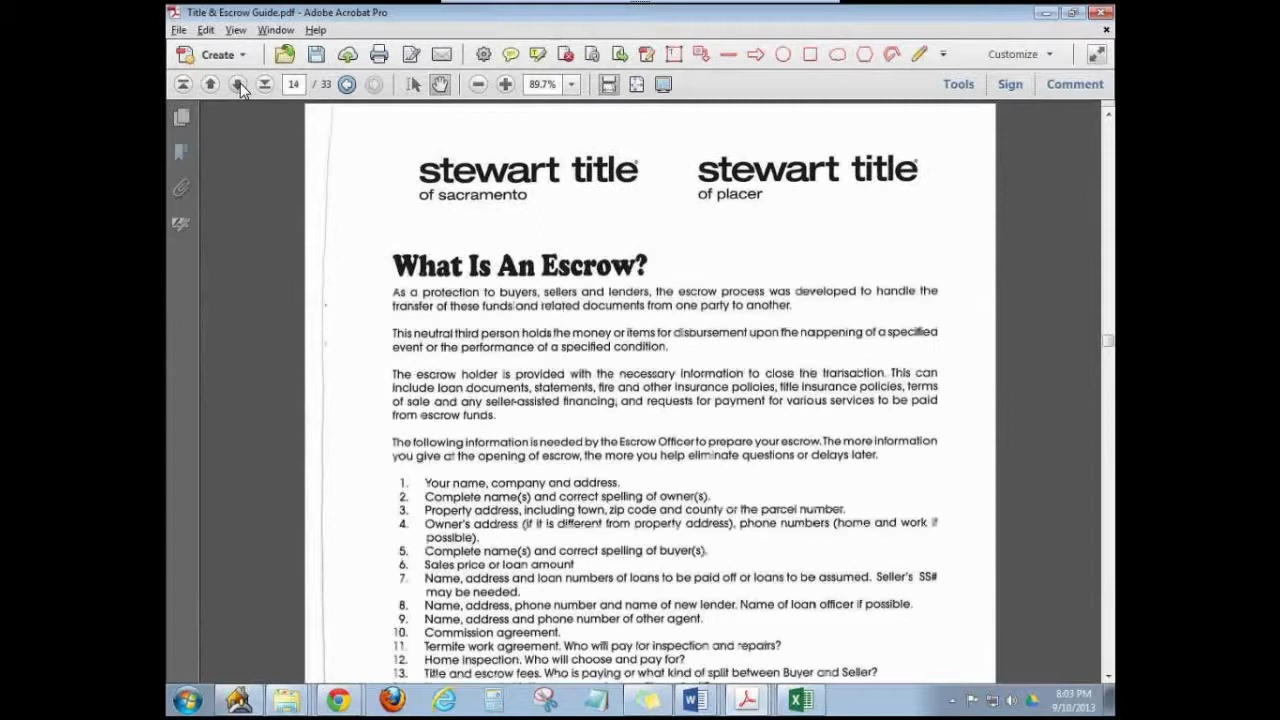 Title & Escrow Guide.pdf - Adobe Acrobat Pro
File Edit View Window Help
Create Customize
14 / 33 89.7% Tools Sign Comment
stewart title stewart title
of sacramento of placer
What Is An Escrow?
As a protection to buyers, sellers and lenders, the escrow process was developed to handle the
transfer of these funds and related documents from one party to another.
This neutral third person holds the money or items for disbursement upon the happening of a specified
event or the performance of a specified condition.
The escrow holder is provided with the necessary information to close the transaction. This can
include loan documents, statements, fire and other insurance policies, title insurance policies, terms
of sale and any seller-assisted financing, and requests for payment for various services to be paid
from escrow funds.
The following information is needed by the Escrow Officer to prepare your escrow. The more information
you give at the opening of escrow, the more you help eliminate questions or delays later.
1. Your name, company and address.
2. Complete name(s) and correct spelling of owner(s).
3. Property address, including town, zip code and county or the parcel number.
4. Owner's address (if it is different from property address), phone numbers (home and work if
possible).
5. Complete name(s) and correct spelling of buyer(s).
6. Sales price or loan amount
7. Name, address and loan numbers of loans to be paid off or loans to be assumed. Seller's SS#
may be needed.
8. Name, address, phone number and name of new lender. Name of loan officer if possible.
9. Name, address and phone number of other agent.
10. Commission agreement.
11. Termite work agreement. Who will pay for inspection and repairs?
12. Home inspection. Who will choose and pay for?
13. Title and escrow fees. Who is paying or what kind of split between Buyer and Seller?
8:03 PM
9/10/2013